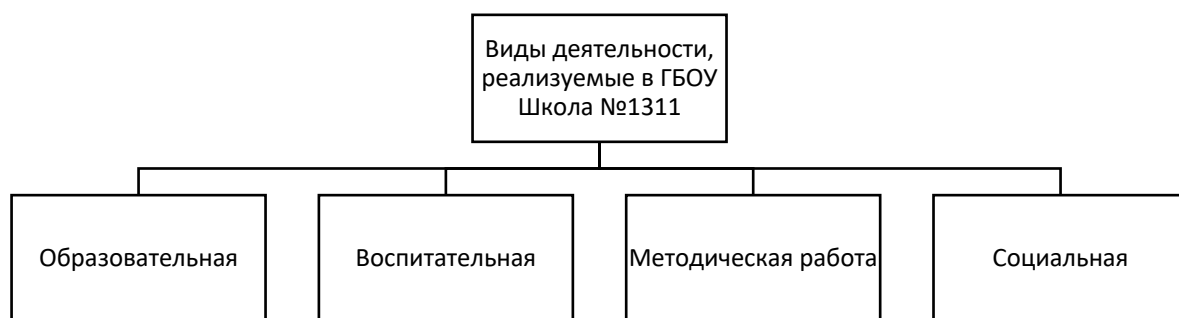 Виды деятельности,
реализуемые в ГБОУ
Школа №1311
Образовательная
Воспитательная
Методическая работа
Социальная